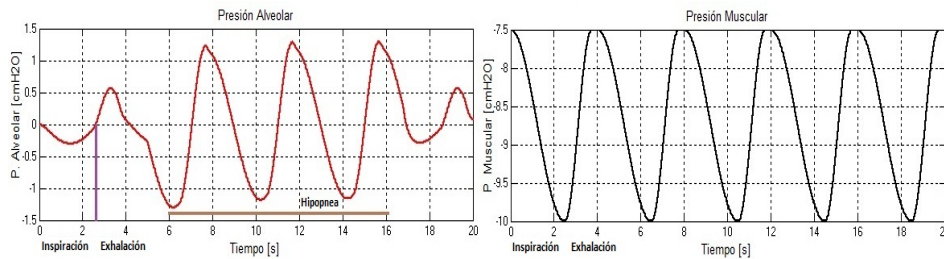 Presión Alveolar
P. Alveolar [cmH2O]
1.5
1
0.5
0
-0.5
-1
-1.5
0 2 4 6 8 10 12 14 16 18 20
Hipopnea
Inspiración Exhalación Tiempo [s]
Presión Muscular
P Muscular [cmH2O]
-7.5
-8
-8.5
-9
-9.5
-10
0 2 4 6 8 10 12 14 16 18 2
Inspiración Exhalación Tiempo [s]